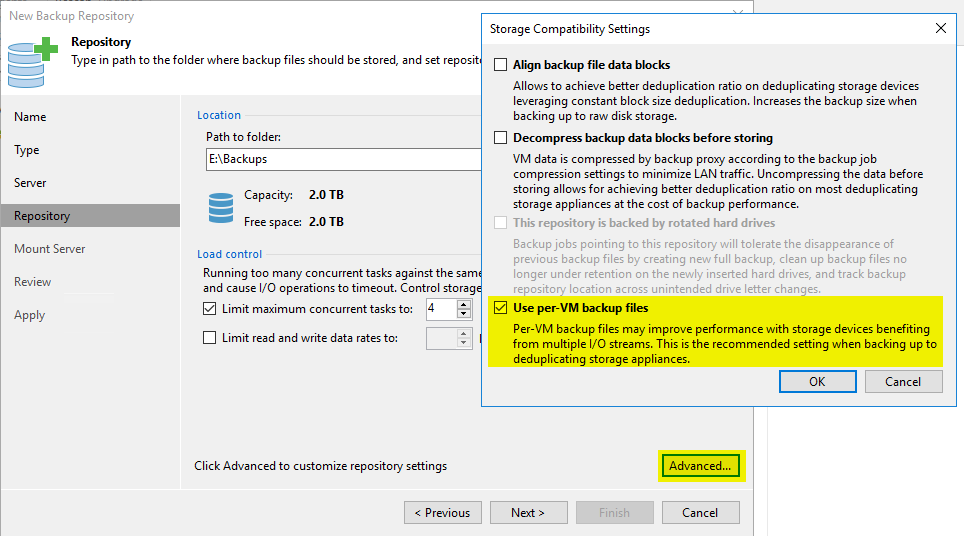 New Backup Repository
Repository
Type in path to the folder where backup files should be stored, and set reposito
Name
Type
Server
Repository
Mount Server
Review
Apply
Location
Path to folder:
E:\Backups
Capacity: 2.0 TB
Free space: 2.0 TB
Load control
Running too many concurrent tasks against the same
and cause I/O operations to timeout. Control storage
Limit maximum concurrent tasks to: 4
Limit read and write data rates to:
Click Advanced to customize repository settings
Advanced...
< Previous
Next >
Finish
Cancel
Storage Compatibility Settings
Align backup file data blocks
Allows to achieve better deduplication ratio on deduplicating storage devices
leveraging constant block size deduplication. Increases the backup size when
backing up to raw disk storage.
Decompress backup data blocks before storing
VM data is compressed by backup proxy according to the backup job
compression settings to minimize LAN traffic. Uncompressing the data before
storing allows for achieving better deduplication ratio on most deduplicating
storage appliances at the cost of backup performance.
This repository is backed by rotated hard drives
Backup jobs pointing to this repository will tolerate the disappearance of
previous backup files by creating new full backup, clean up backup files no
longer under retention on the newly inserted hard drives, and track backup
repository location across unintended drive letter changes.
Use per-VM backup files
Per-VM backup files may improve performance with storage devices benefiting
from multiple I/O streams. This is the recommended setting when backing up to
deduplicating storage appliances.
OK
Cancel